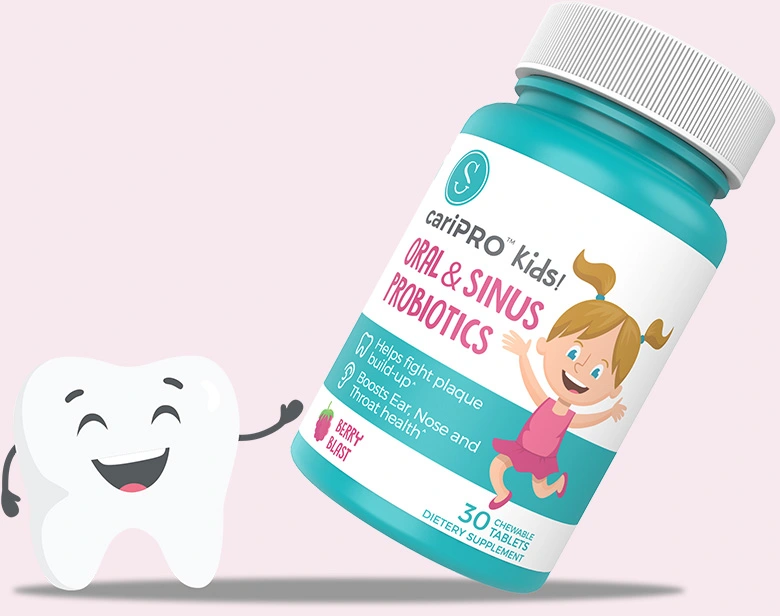 S
cariPRO™ kids!
ORAL & SINUS
PROBIOTICS
Helps fight plaque
build-up^
Boosts Ear, Nose and
Throat health^
BERRY
BLAST
30 CHEWABLE
TABLETS
DIETARY SUPPLEMENT